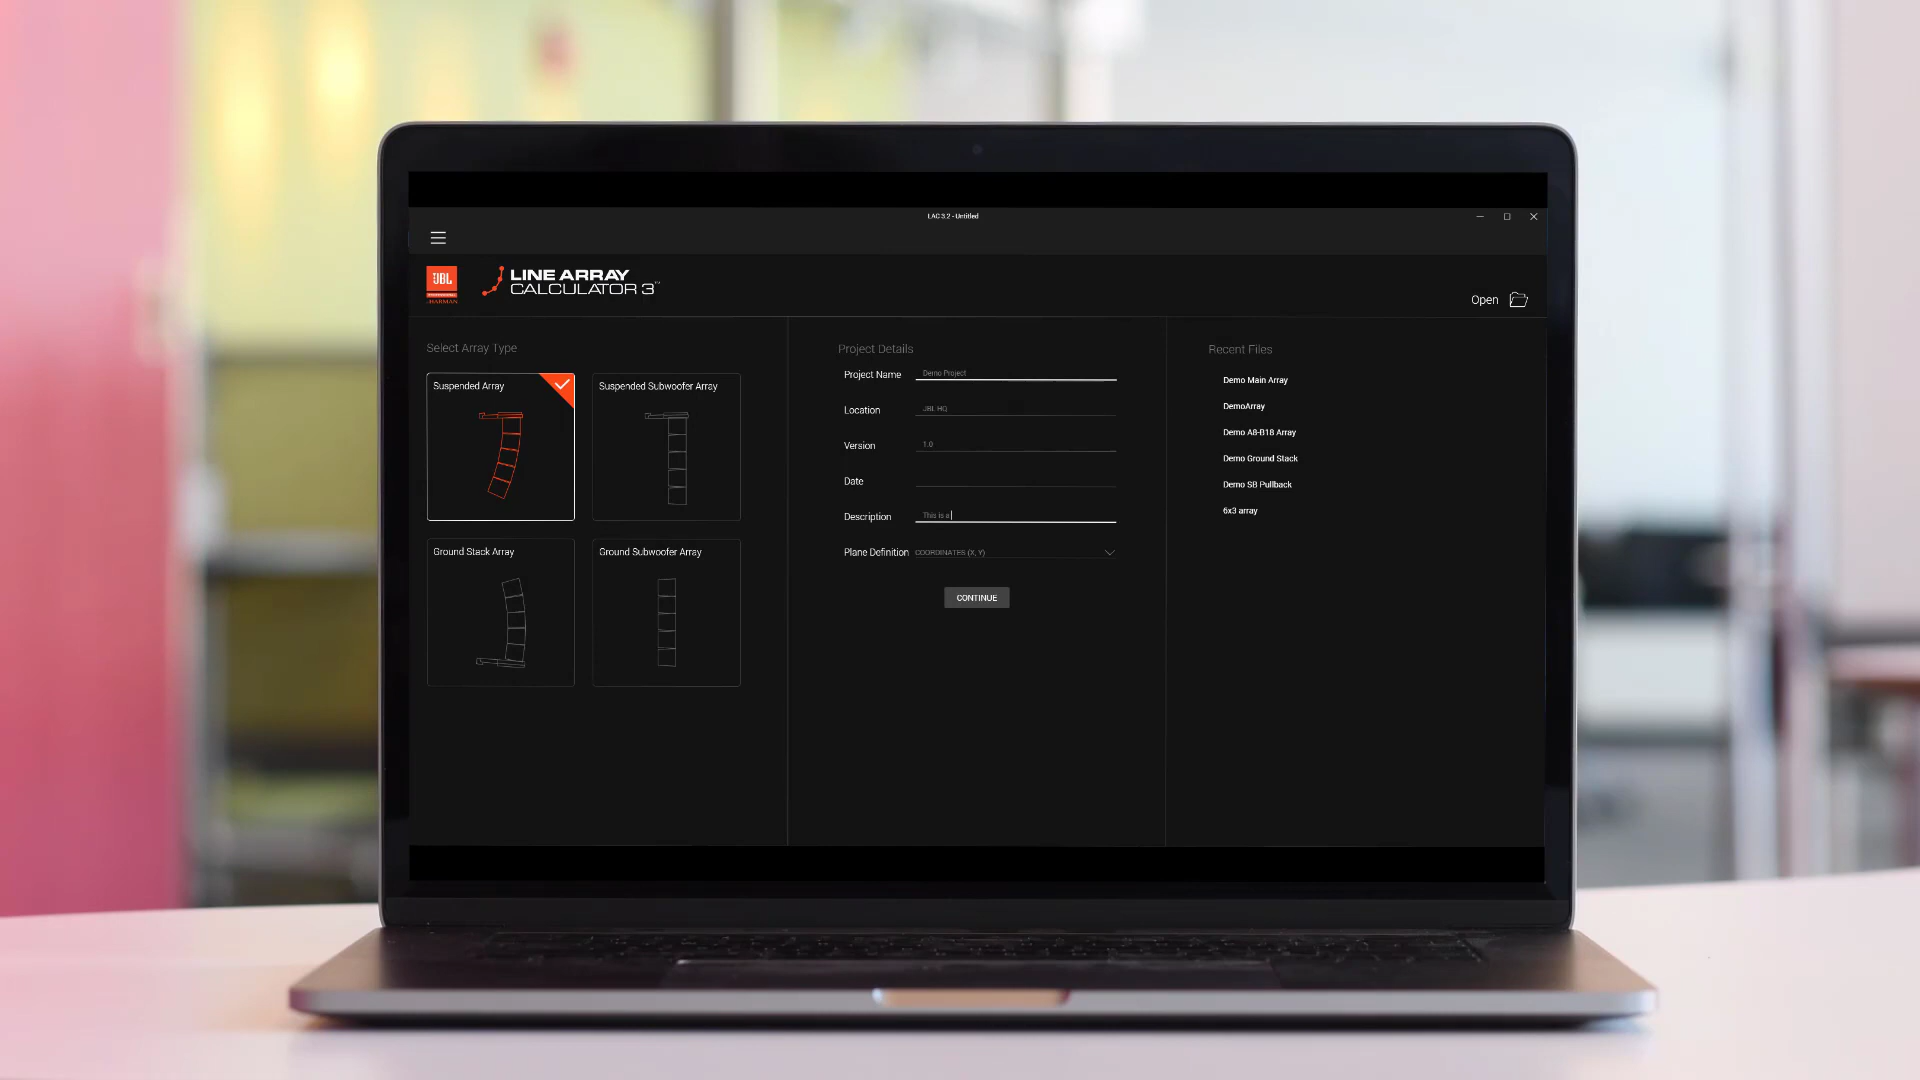 LAC 3.2 - Untitled
JBL
PROFESSIONAL
HARMAN
LINE ARRAY
CALCULATOR 3™
Open
Select Array Type
Suspended Array
Suspended Subwoofer Array
Ground Stack Array
Ground Subwoofer Array
Project Details
Project Name Demo Project
Location JBL HQ
Version 1.0
Date
Description This is a
Plane Definition COORDINATES (X, Y)
CONTINUE
Recent Files
Demo Main Array
DemoArray
Demo A8-B18 Array
Demo Ground Stack
Demo SB Pullback
6x3 array